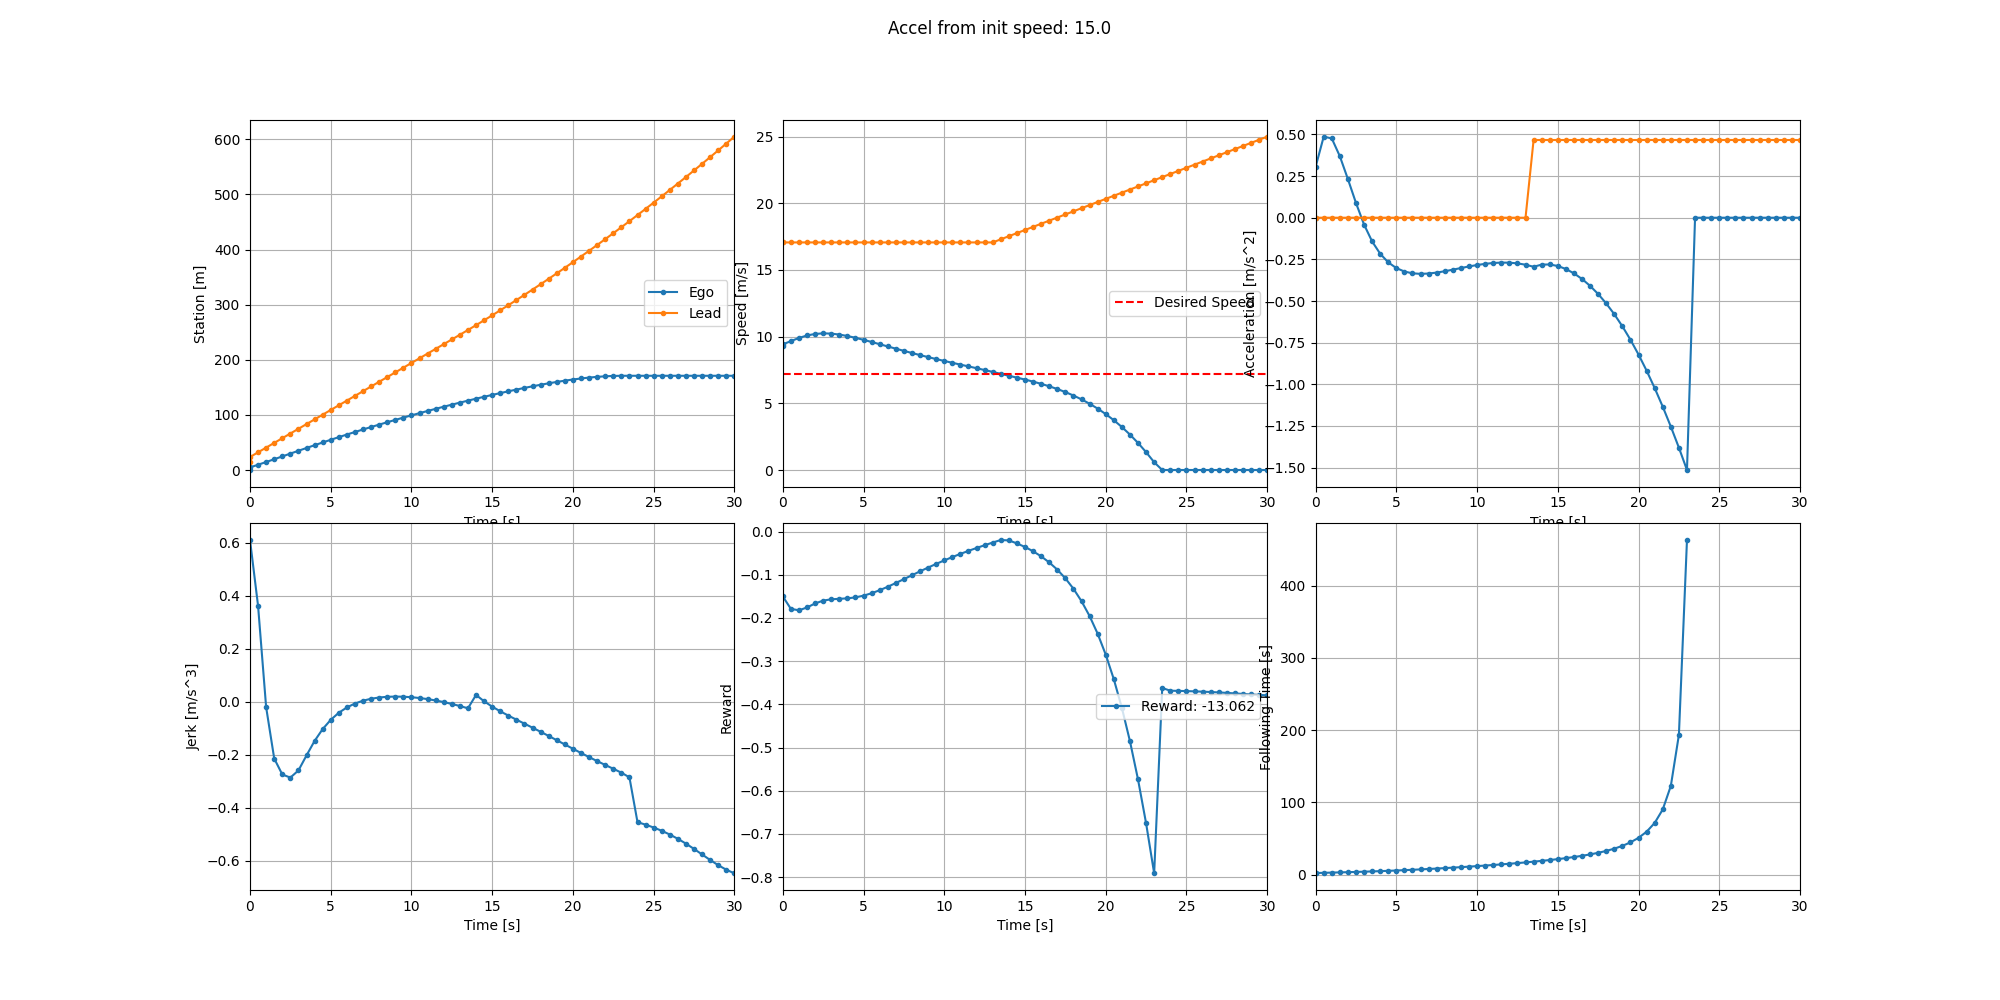 Accel from init speed: 15.0
Station [m]
600
500
400
300
200
100
0
Ego
Lead
0 5 10 15 20 25 30
Time [s]
Speed [m/s]
25
20
15
10
5
0
Desired Speed
0 5 10 15 20 25 30
Time [s]
Acceleration [m/s^2]
0.50
0.25
0.00
−0.25
−0.50
−0.75
−1.00
−1.25
−1.50
0 5 10 15 20 25 30
Time [s]
Jerk [m/s^3]
0.6
0.4
0.2
0.0
−0.2
−0.4
−0.6
0 5 10 15 20 25 30
Time [s]
Reward
0.0
−0.1
−0.2
−0.3
−0.4
−0.5
−0.6
−0.7
−0.8
Reward: -13.062
0 5 10 15 20 25 30
Time [s]
Following Time [s]
400
300
200
100
0
0 5 10 15 20 25 30
Time [s]